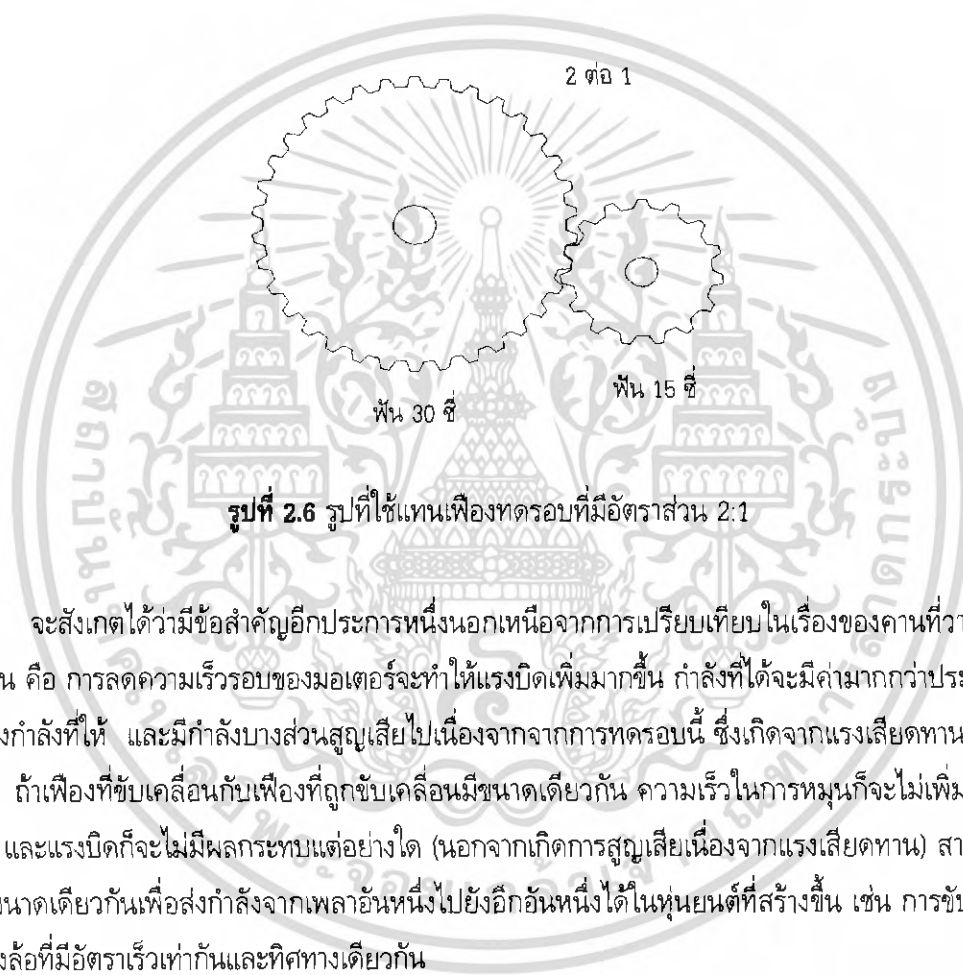 2 ต่อ 1
ฟัน 30 ซี่
ฟัน 15 ซี่
รูปที่ 2.6 รูปที่ใช้แทนเฟืองทดรอบที่มีอัตราส่วน 2:1
จะสังเกตได้ว่ามีข้อสำคัญอีกประการหนึ่งนอกเหนือจากการเปรียบเทียบในเรื่องของคานที่วา
น คือ การลดความเร็วรอบของมอเตอร์จะทำให้แรงบิดเพิ่มมากขึ้น กำลังที่ได้จะมีค่ามากกว่าประ
งกำลังที่ให้ และมีกำลังบางส่วนสูญเสียไปเนื่องจากจากการทดรอบนี้ ซึ่งเกิดจากแรงเสียดทาน
ถ้าเฟืองที่ขับเคลื่อนกับเฟืองที่ถูกขับเคลื่อนมีขนาดเดียวกัน ความเร็วในการหมุนก็จะไม่เพิ่ม
และแรงบิดก็จะไม่มีผลกระทบแต่อย่างใด (นอกจากเกิดการสูญเสียเนื่องจากแรงเสียดทาน) สา
นาดเดียวกันเพื่อส่งกำลังจากเพลาอันหนึ่งไปยังอีกอันหนึ่งได้ในหุ่นยนต์ที่สร้างขึ้น เช่น การขับ
งล้อที่มีอัตราเร็วเท่ากันและทิศทางเดียวกัน